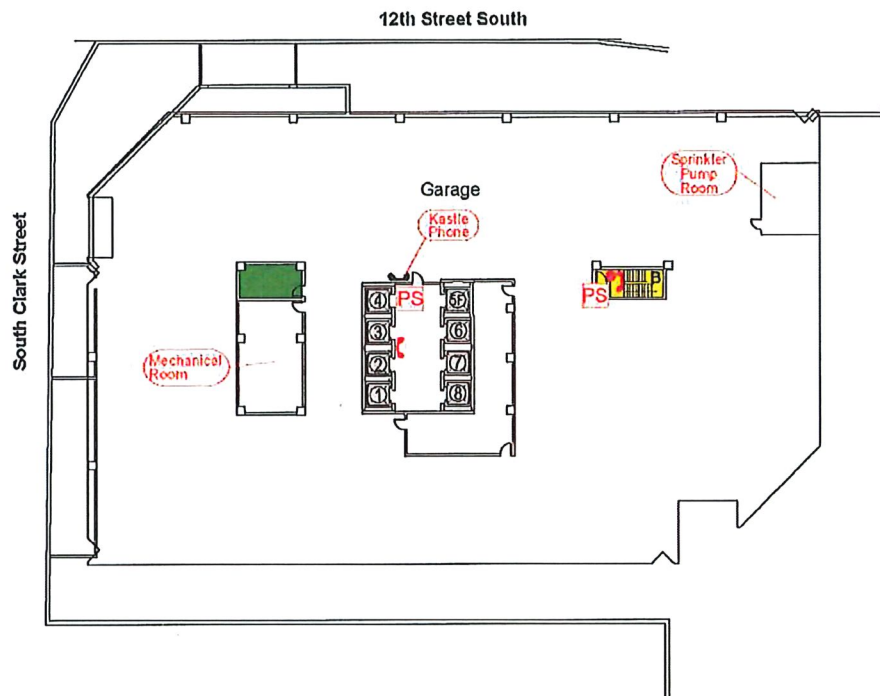 12th Street South
South Clark Street
Sprinkler
Pump
Room
Garage
Kastle
Phone
PS
4
5F
3
6
2
7
1
8
PS
B
Mechanical
Room